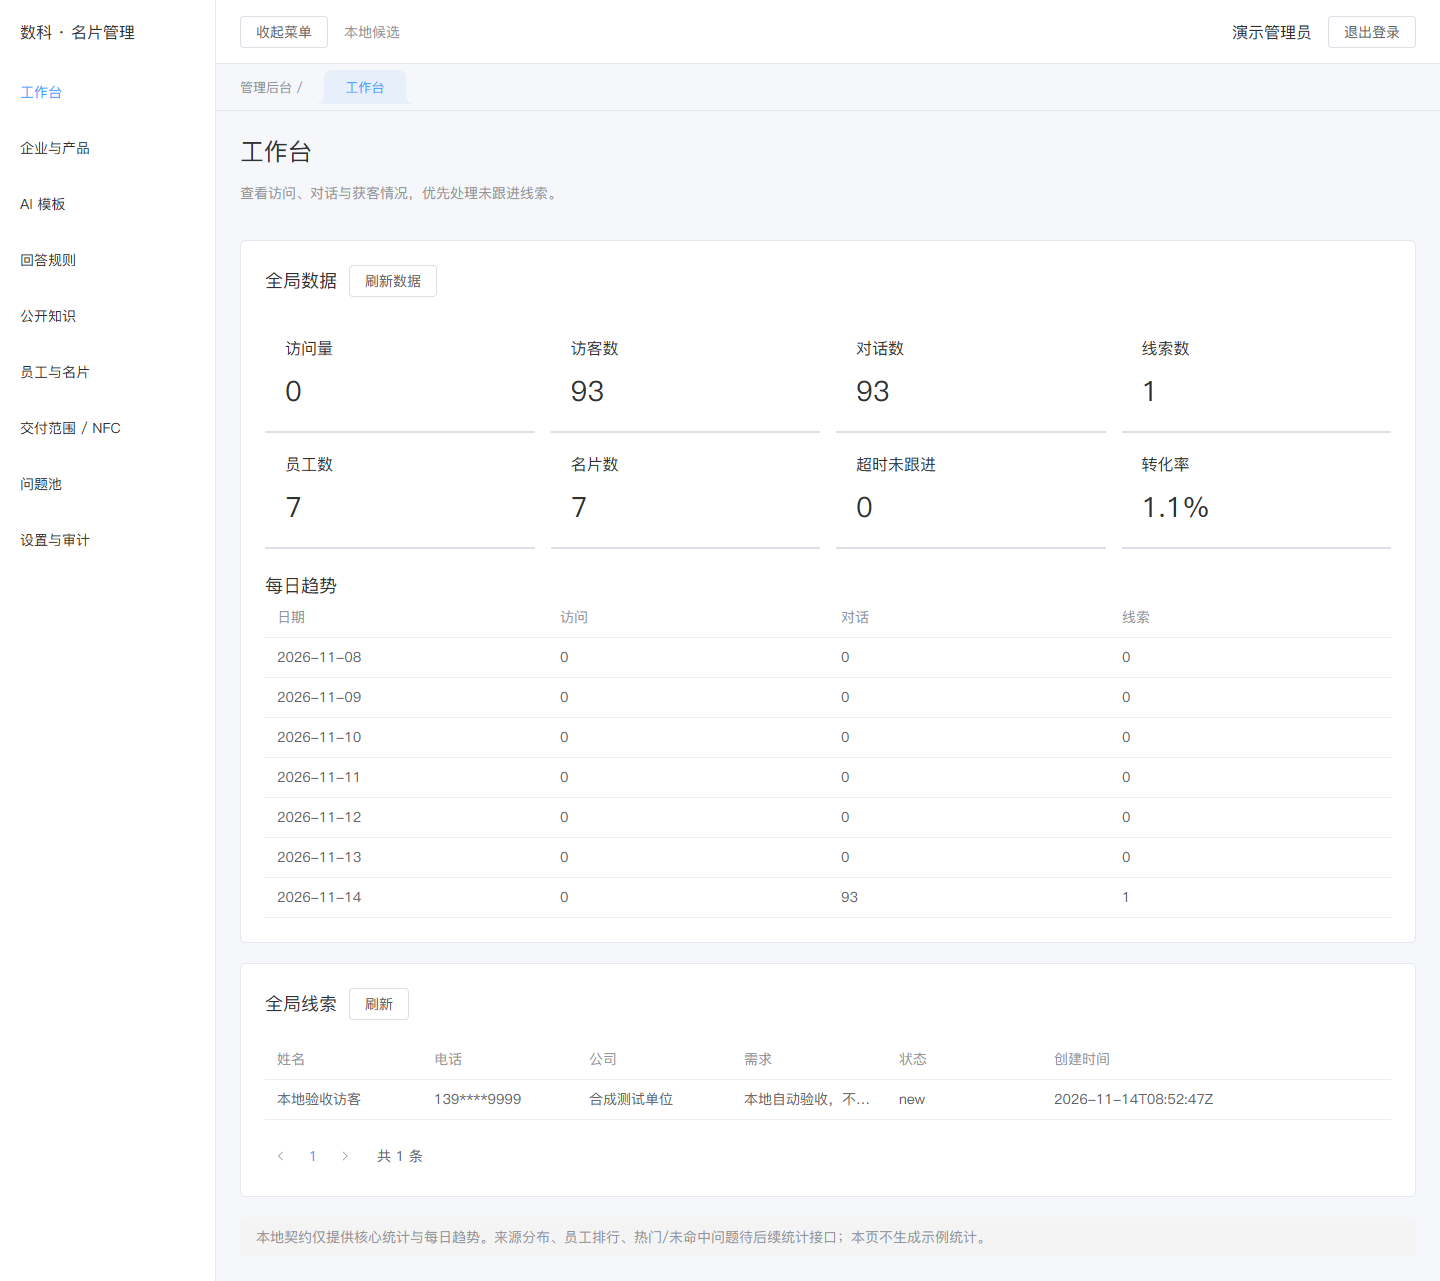 数科 · 名片管理
收起菜单 本地候选 演示管理员 退出登录
管理后台 / 工作台
工作台
企业与产品
AI 模板
回答规则
公开知识
员工与名片
交付范围 / NFC
问题池
设置与审计
工作台
查看访问、对话与获客情况，优先处理未跟进线索。
全局数据 刷新数据
访问量 访客数 对话数 线索数
0 93 93 1
员工数 名片数 超时未跟进 转化率
7 7 0 1.1%
每日趋势
日期 访问 对话 线索
2026-11-08 0 0 0
2026-11-09 0 0 0
2026-11-10 0 0 0
2026-11-11 0 0 0
2026-11-12 0 0 0
2026-11-13 0 0 0
2026-11-14 0 93 1
全局线索 刷新
姓名 电话 公司 需求 状态 创建时间
本地验收访客 139****9999 合成测试单位 本地自动验收，不... new 2026-11-14T08:52:47Z
1 共 1 条
本地契约仅提供核心统计与每日趋势。来源分布、员工排行、热门/未命中问题待后续统计接口；本页不生成示例统计。